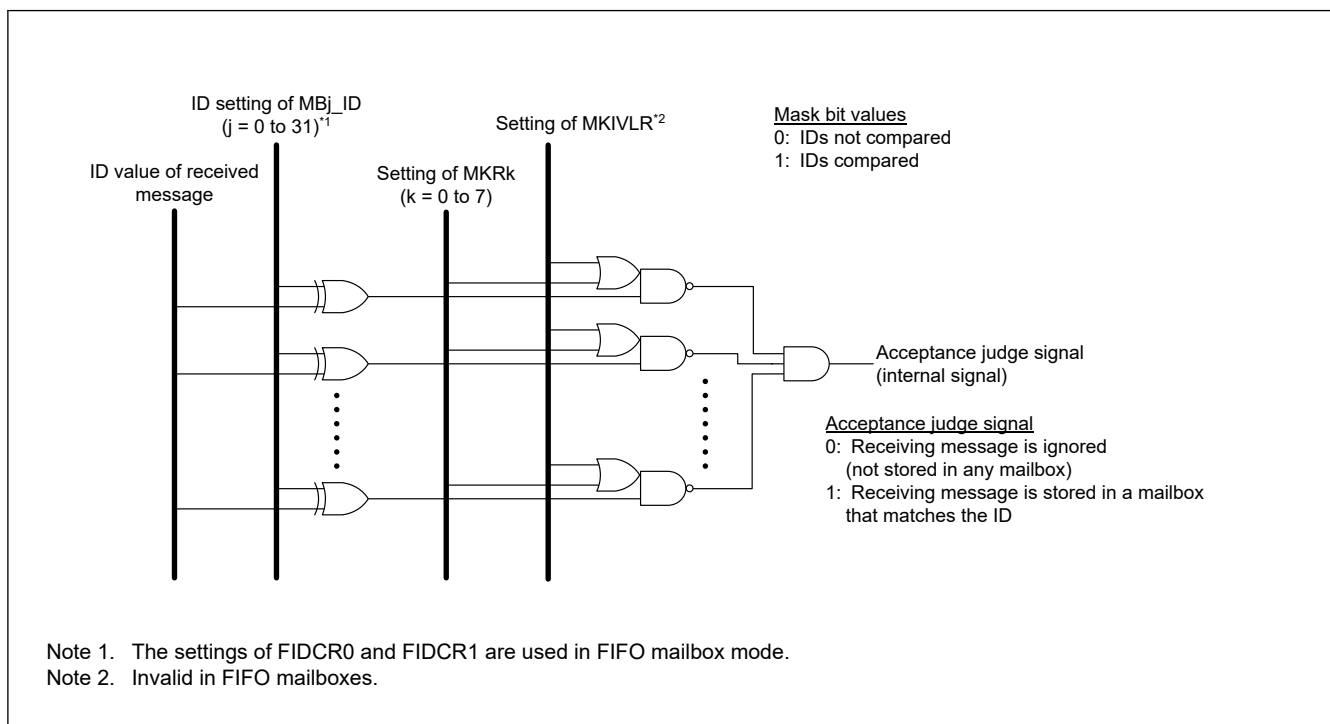 ID setting of MBj_ID
(j = 0 to 31)*1
Setting of MKIVLR*2
Mask bit values
0: IDs not compared
1: IDs compared
ID value of received
message
Setting of MKRk
(k = 0 to 7)
Acceptance judge signal
(internal signal)
Acceptance judge signal
0: Receiving message is ignored
(not stored in any mailbox)
1: Receiving message is stored in a mailbox
that matches the ID
Note 1. The settings of FIDCR0 and FIDCR1 are used in FIFO mailbox mode.
Note 2. Invalid in FIFO mailboxes.